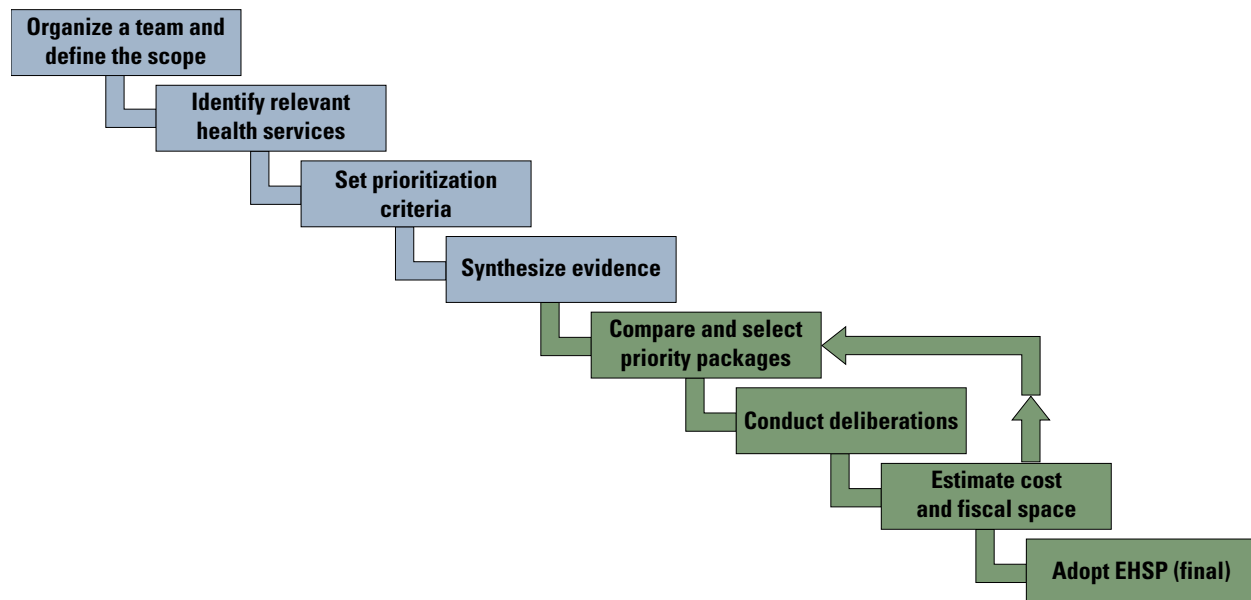 Organize a team and
define the scope
Identify relevant
health services
Set prioritization
criteria
Synthesize evidence
Compare and select
priority packages
Conduct deliberations
Estimate cost
and fiscal space
Adopt EHSP (final)